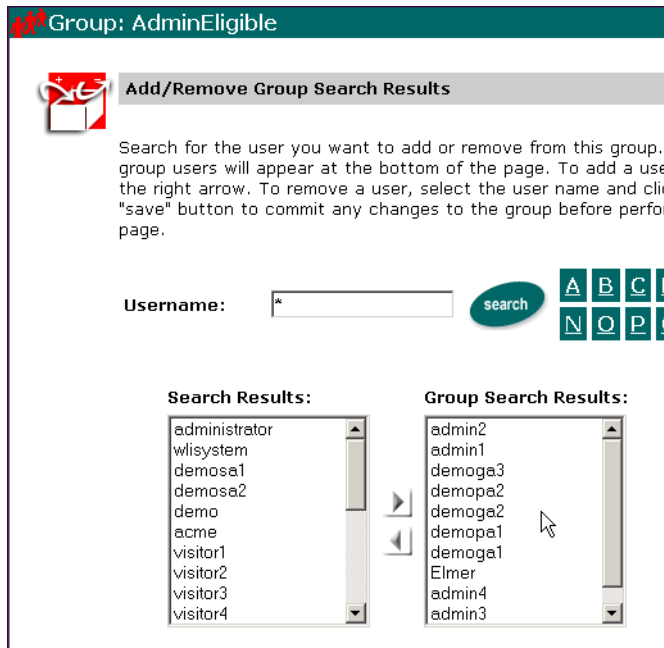 Group: AdminEligible
Add/Remove Group Search Results
Search for the user you want to add or remove from this group.
group users will appear at the bottom of the page. To add a use
the right arrow. To remove a user, select the user name and clic
"save" button to commit any changes to the group before perfor
page.
Username:
*
search
A B C
N O P
Search Results:
administrator
wlisystem
demosa1
demosa2
demo
acme
visitor1
visitor2
visitor3
visitor4
Group Search Results:
admin2
admin1
demoga3
demopa2
demoga2
demopa1
demoga1
Elmer
admin4
admin3